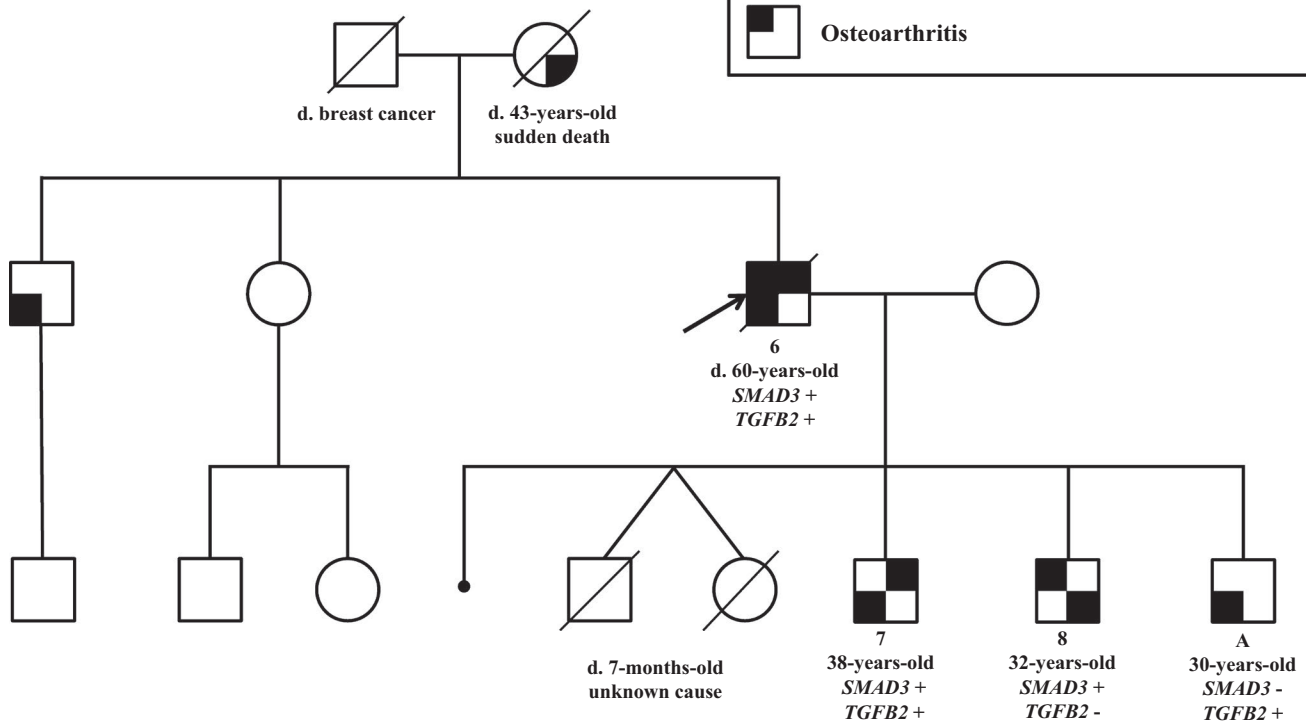 Osteoarthritis
d. breast cancer
d. 43-years-old
sudden death
6
d. 60-years-old
SMAD3 +
TGFB2 +
d. 7-months-old
unknown cause
7
38-years-old
SMAD3 +
TGFB2 +
8
32-years-old
SMAD3 +
TGFB2 -
A
30-years-old
SMAD3 -
TGFB2 +